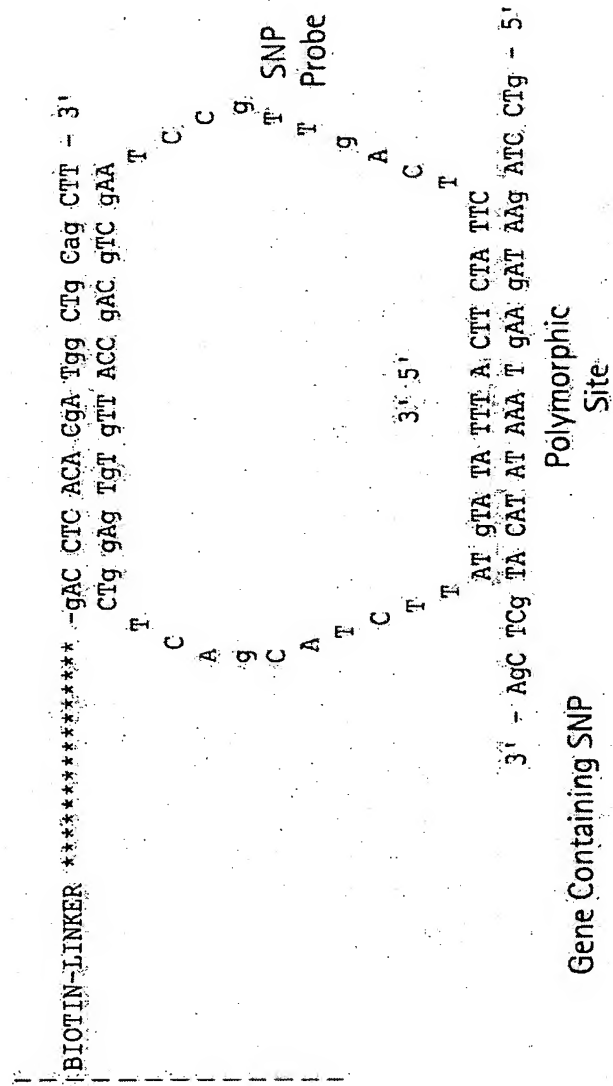 BIOTIN-LINKER ****************** -gAC CTC ACA CgA Tgg CTg Cag CTT - 3'
CTg gAg TgT gTT ACC gAC gTC gAA
T C A g C A T C T T
T C C g T T g A C T
SNP
Probe
3' 5'
AT gTA TA TTT A CTT CTA TTC
3' - AgC TCg TA CAT AT AAA T gAA gAT AAg ATC CTg - 5'
Polymorphic
Site
Gene Containing SNP